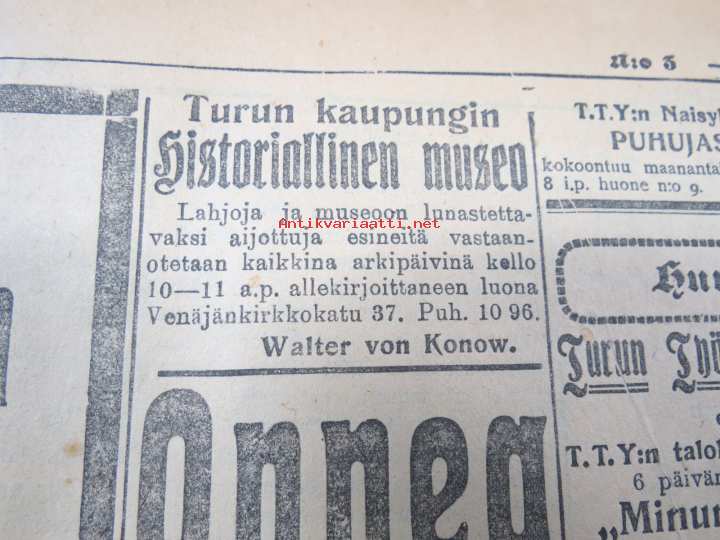 N:o 3 —
Turun kaupungin
Historiallinen museo
Lahjoja ja museoon lunastetta-
vaksi aijottuja esineitä vastaan-
otetaan kaikkina arkipäivinä kello
10—11 a.p. allekirjoittaneen luona
Venäjänkirkkokatu 37. Puh. 10 96.
Walter von Konow.
Onnea
Antikvariaatti.net
T.T.Y:n
PUHUJAS
kokoontuu
8 i.p. huone n:o 9.
Turun
T.T.Y:n
6 päivän
„Minun